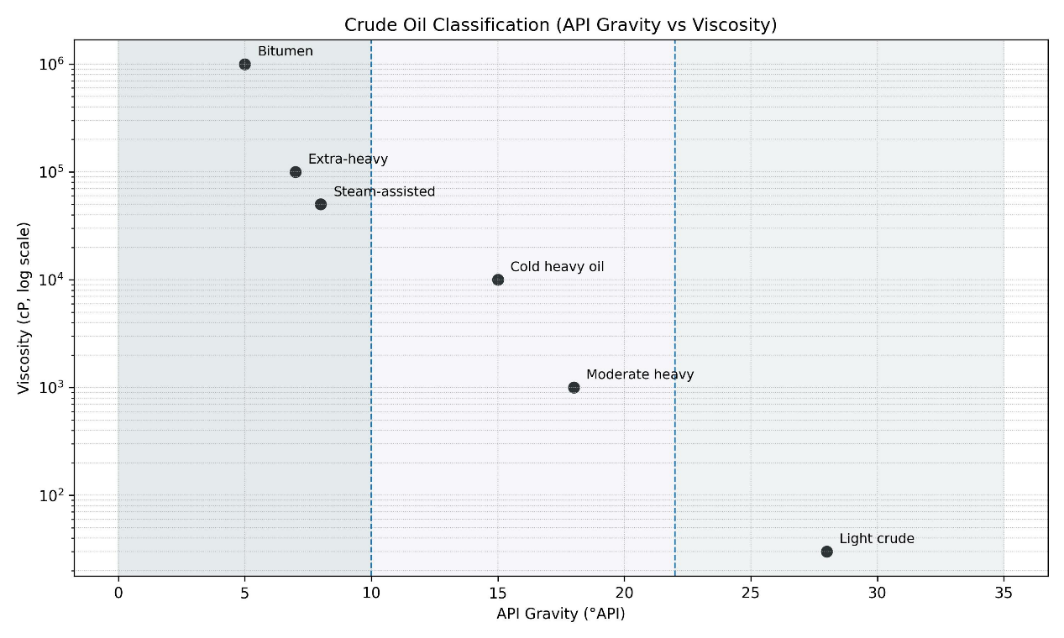 Crude Oil Classification (API Gravity vs Viscosity)
Viscosity (cP, log scale)
10⁶
10⁵
10⁴
10³
10²
Bitumen
Extra-heavy
Steam-assisted
Cold heavy oil
Moderate heavy
Light crude
0 5 10 15 20 25 30 35
API Gravity (°API)